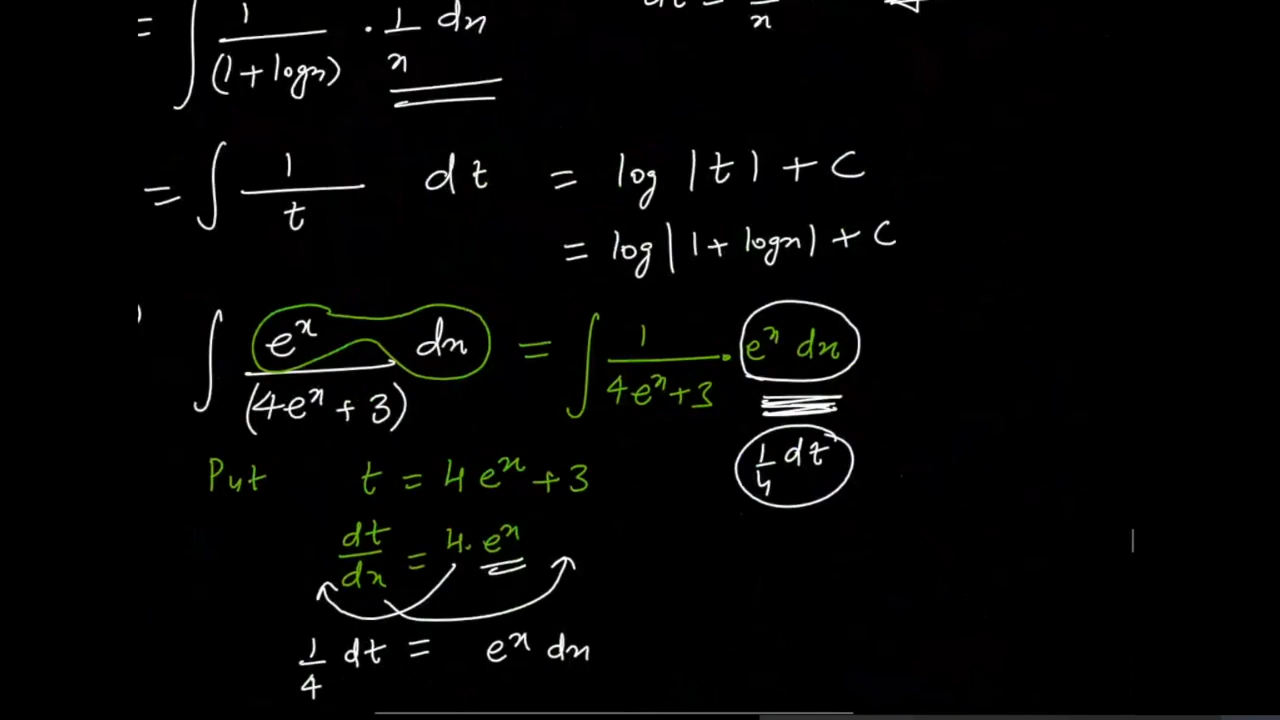 = ∫ 1/(1 + logx) · 1/x dx
= ∫ 1/t dt = log |t| + C
= log |1 + logx| + C
∫ e^x dx/(4e^x + 3) = ∫ 1/(4e^x+3) · e^x dx
1/4 dt
Put t = 4 e^x + 3
dt/dx = 4. e^x
1/4 dt = e^x dx